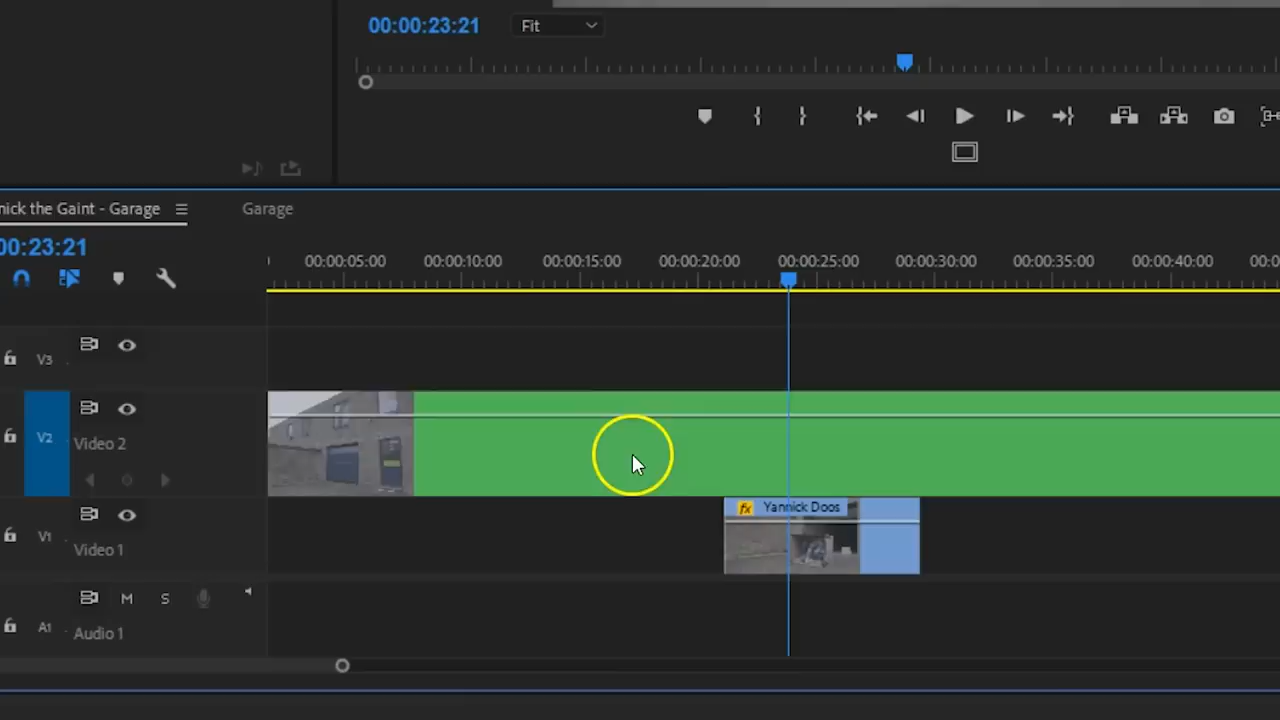 00:00:23:21 Fit
nick the Gaint - Garage Garage
00:23:21
00:00:05:00 00:00:10:00 00:00:15:00 00:00:20:00 00:00:25:00 00:00:30:00 00:00:35:00 00:00:40:00 00:0
V3
V2 Video 2
fx Yannick Doos
V1 Video 1
M S
A1 Audio 1